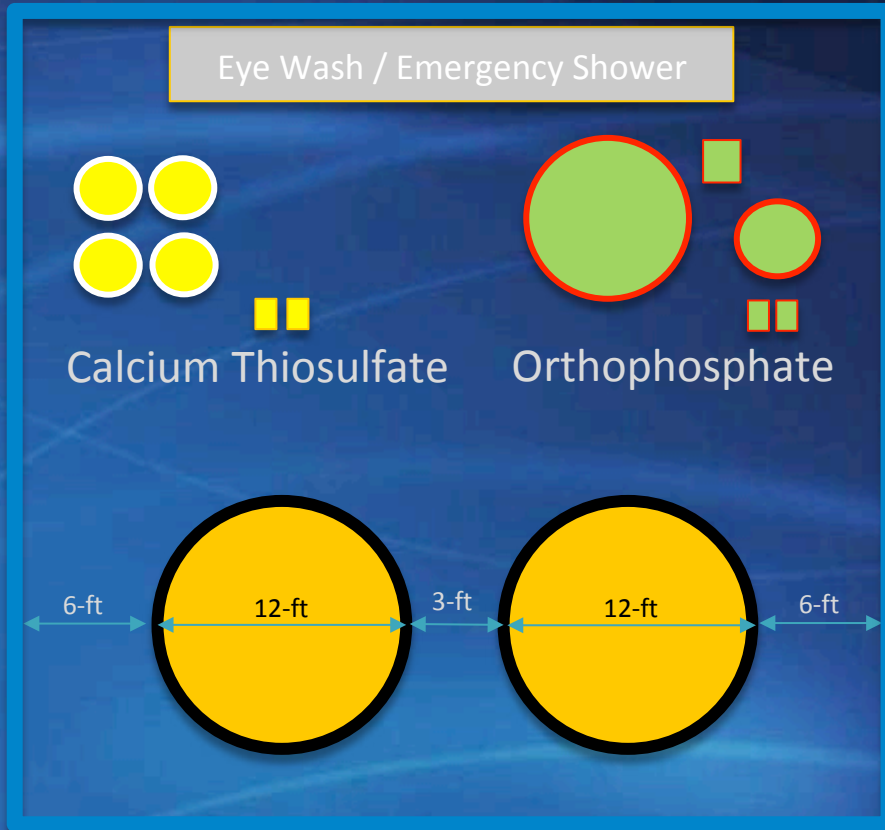 Eye Wash / Emergency Shower
Calcium Thiosulfate
Orthophosphate
6-ft
12-ft
3-ft
12-ft
6-ft